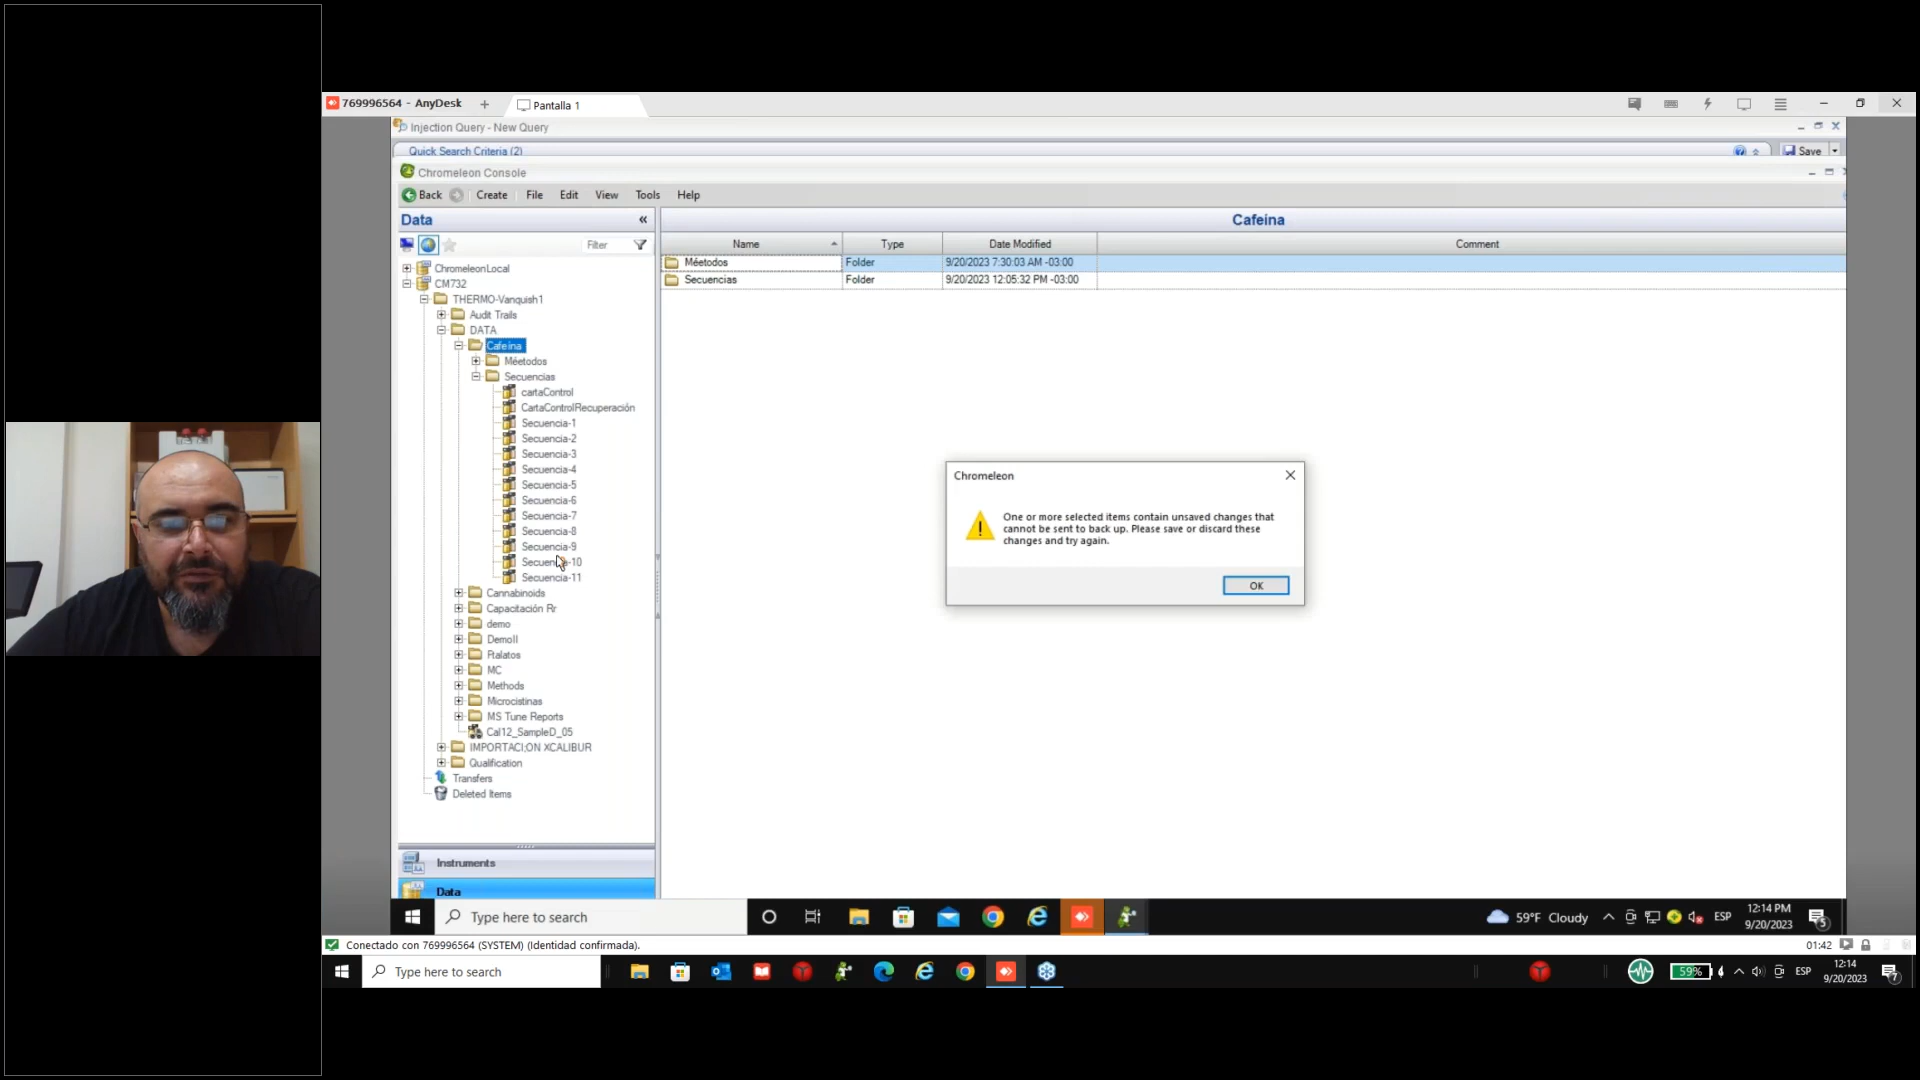 769996564 - AnyDesk
Pantalla 1
Injection Query - New Query
Quick Search Criteria (2)
Save
Chromeleon Console
Back
Create
File
Edit
View
Tools
Help
Data
Cafeina
Filter
Name
Type
Date Modified
Comment
Méetodos
Folder
9/20/2023 7:30:03 AM -03:00
Secuencias
Folder
9/20/2023 12:05:32 PM -03:00
ChromeleonLocal
CM732
THERMO-Vanquish1
Audit Trails
DATA
Cafeina
Méetodos
Secuencias
cartaControl
CartaControlRecuperación
Secuencia-1
Secuencia-2
Secuencia-3
Secuencia-4
Secuencia-5
Secuencia-6
Secuencia-7
Secuencia-8
Secuencia-9
Secuencia-10
Secuencia-11
Cannabinoids
Capacitación Rr
demo
DemoII
Ftalatos
MC
Methods
Microcistinas
MS Tune Reports
Cal12_SampleD_05
IMPORTACI;ON XCALIBUR
Qualification
Transfers
Deleted Items
Chromeleon
One or more selected items contain unsaved changes that
cannot be sent to back up. Please save or discard these
changes and try again.
OK
Instruments
Data
Type here to search
59°F Cloudy
ESP
12:14 PM
9/20/2023
5
Conectado con 769996564 (SYSTEM) (Identidad confirmada).
01:42
Type here to search
59%
ESP
12:14
9/20/2023
7